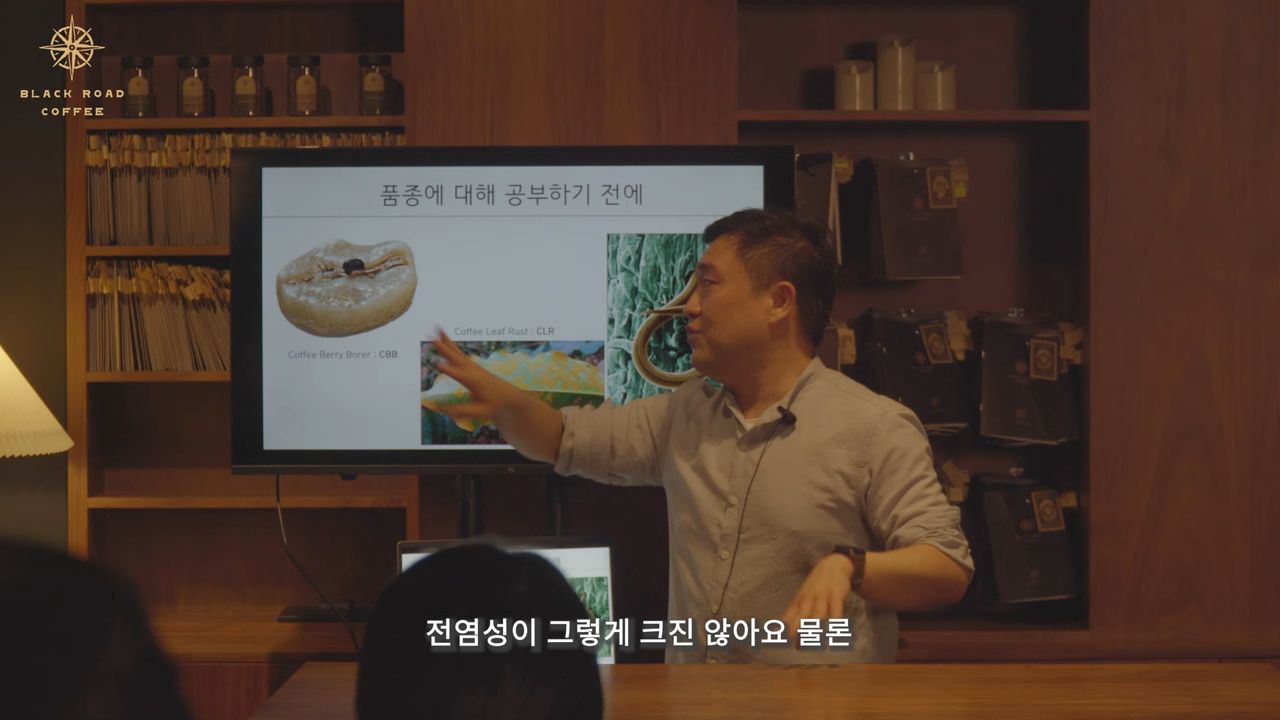 BLACK ROAD
COFFEE
품종에 대해 공부하기 전에
Coffee Leaf Rust : CLR
Coffee Berry Borer : CBB
전염성이 그렇게 크진 않아요 물론